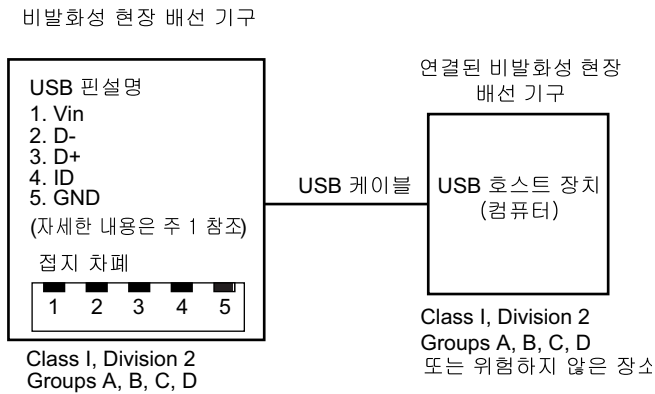 비발화성 현장 배선 기구
USB 핀설명
1. Vin
2. D-
3. D+
4. ID
5. GND
(자세한 내용은 주 1 참조)
접지 차폐
1 2 3 4 5
Class I, Division 2
Groups A, B, C, D
USB 케이블
연결된 비발화성 현장
배선 기구
USB 호스트 장치
(컴퓨터)
Class I, Division 2
Groups A, B, C, D
또는 위험하지 않은 장소